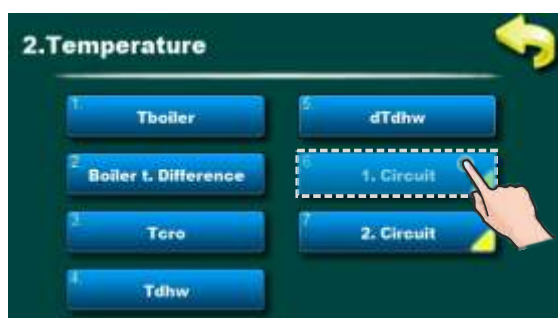 2.Temperature
1.
Tboiler
2
Boiler t. Difference
3.
Tcro
4.
Tdhw
5.
dTdhw
6
1. Circuit
7
2. Circuit